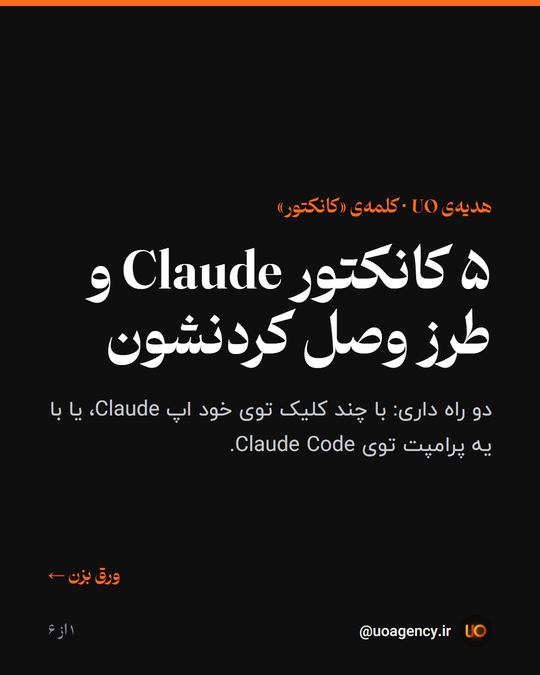 هدیه‌ی UO · کلمه‌ی «کانکتور»
۵ کانکتور Claude و
طرز وصل کردنشون
دو راه داری: با چند کلیک توی خود اپ Claude، یا با
یه پرامپت توی Claude Code.
ورق بزن ←
@uoagency.ir UO
۱ از ۶